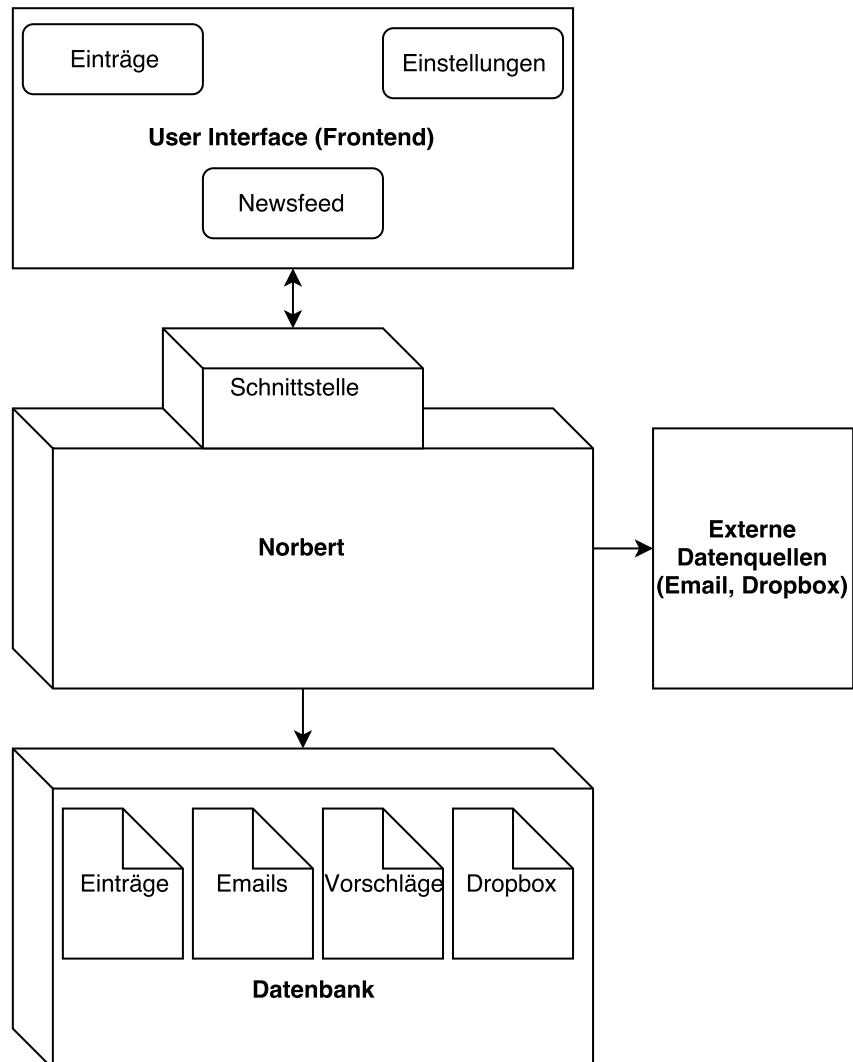 Einträge
Einstellungen
User Interface (Frontend)
Newsfeed
Schnittstelle
Norbert
Externe
Datenquellen
(Email, Dropbox)
Einträge
Emails
Vorschläge
Dropbox
Datenbank